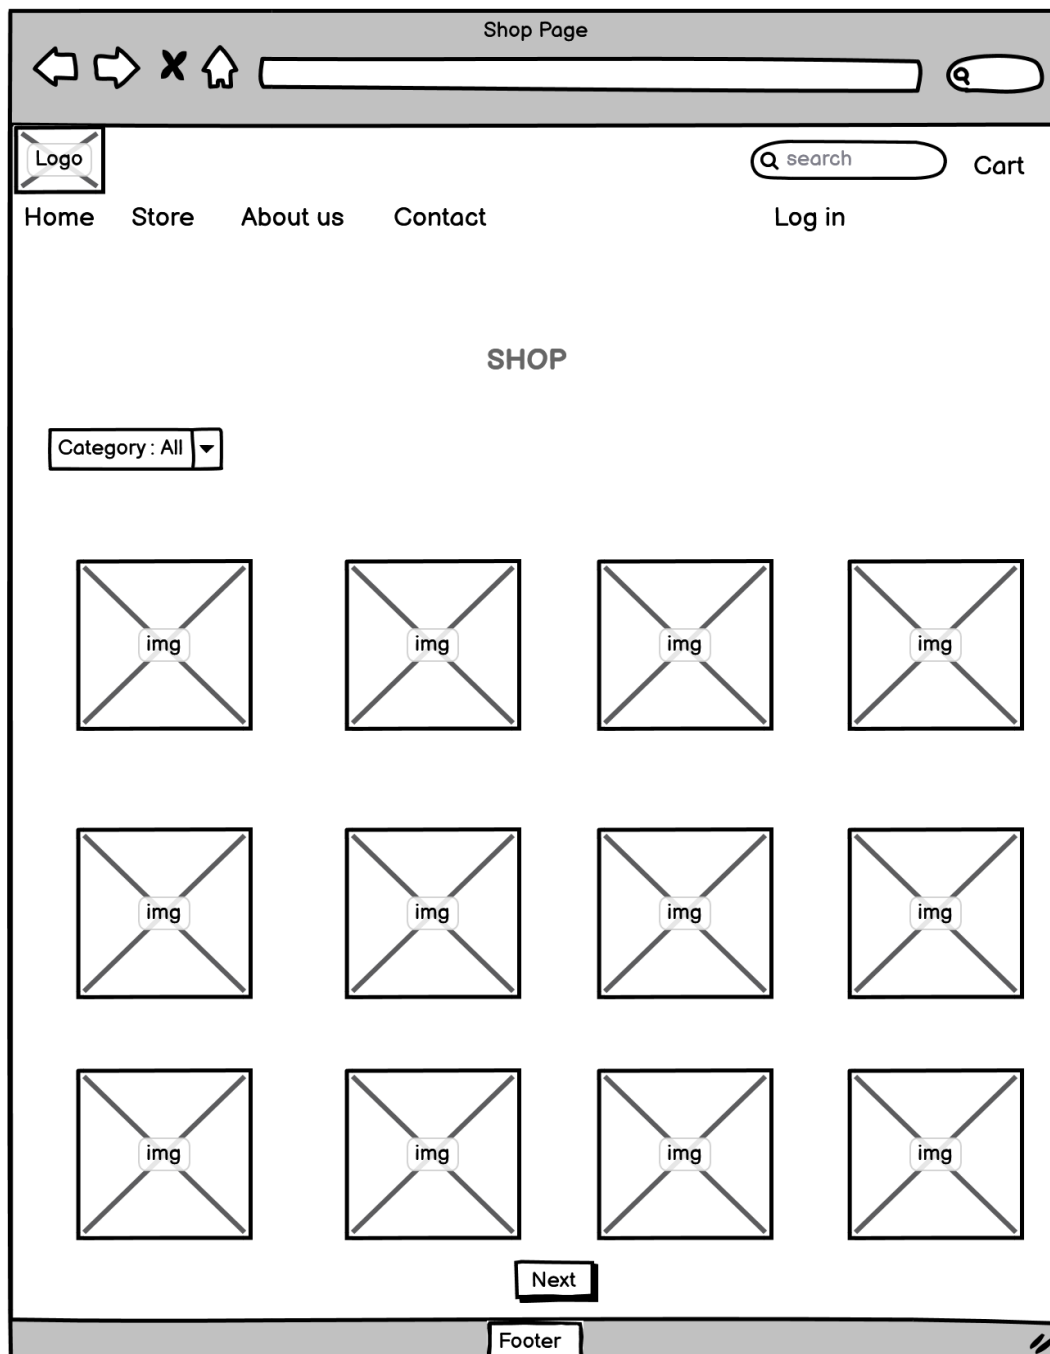 Shop Page
Logo
search
Cart
Home Store About us Contact Log in
SHOP
Category : All
img img img img
img img img img
img img img img
Next
Footer